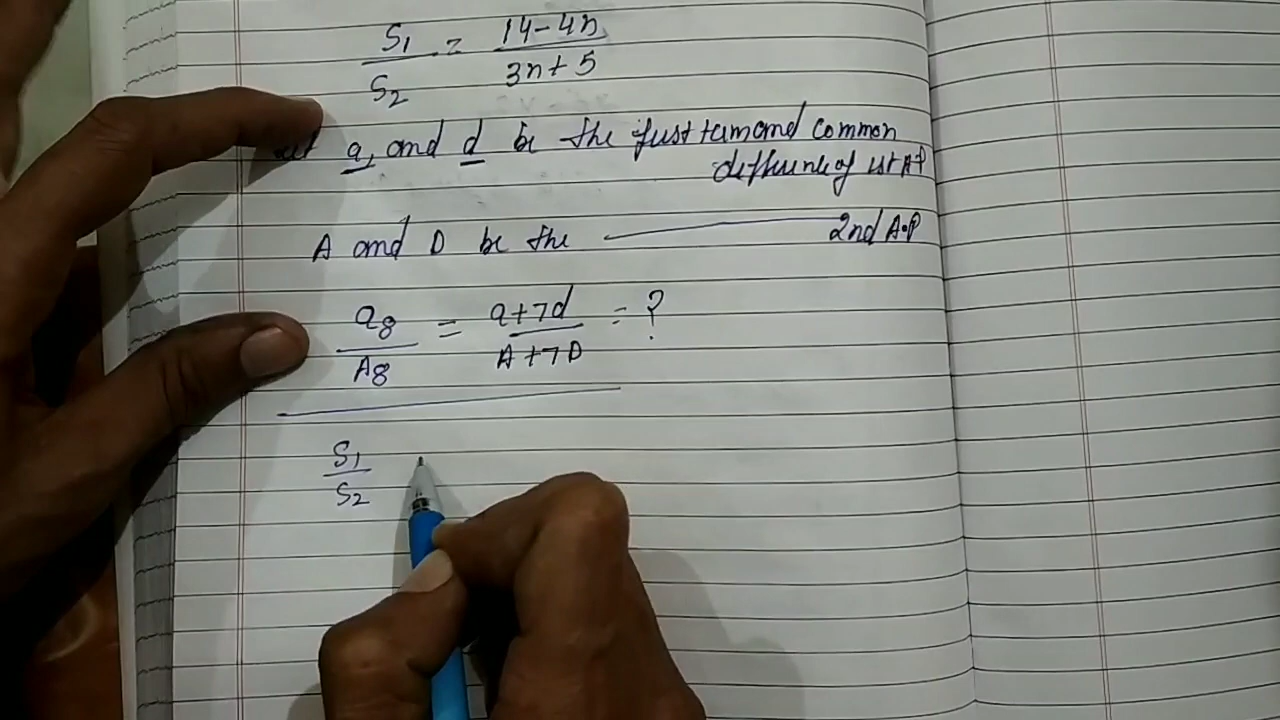 S1/S2 = 14-4n/3n+5
a, and d be the first term and common
difference of 1st AP
A and D be the 2nd A.P
a8/A8 = a+7d/A+7D = ?
S1/S2